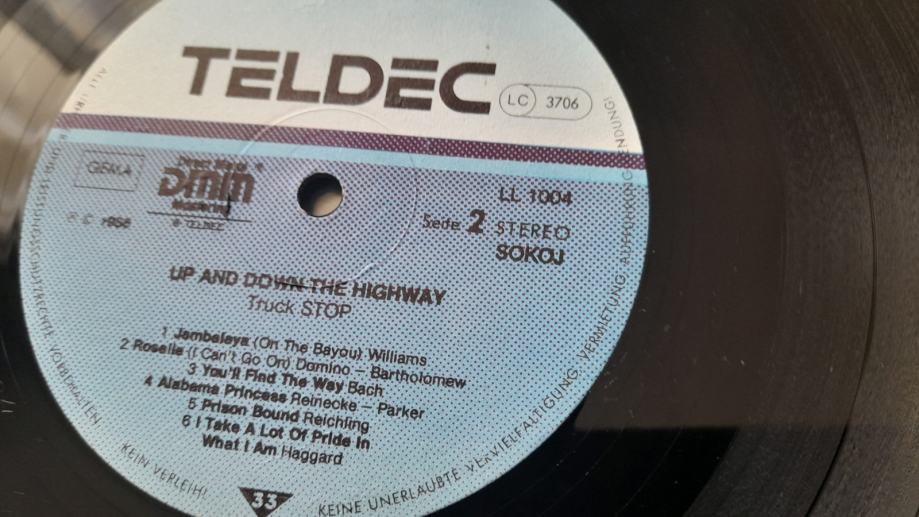 TELDEC
LC 3706
GEMA
Direct Metal
DMM
Mastering
® TELDEC
LL 1004
Seite 2 STEREO
SOKOJ
UP AND DOWN THE HIGHWAY
Truck STOP
1 Jambalaya (On The Bayou) Williams
2 Rosalie (I Can't Go On) Domino – Bartholomew
3 You'll Find The Way Bach
4 Alabama Princess Reinecke – Parker
5 Prison Bound Reichling
6 I Take A Lot Of Pride In
What I Am Haggard
33
VORBEHALTEN
KEIN VERLEIH!
KEINE UNERLAUBTE VERVIELFÄLTIGUNG, VERMIETUNG, AUFFÜHRUNG, SENDUNG!